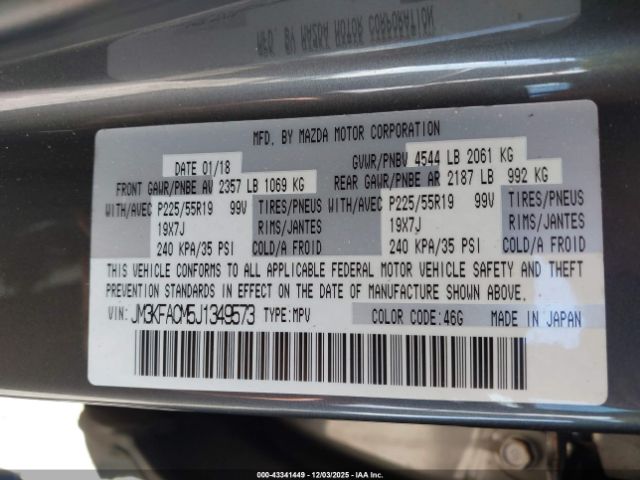 MFD. BY MAZDA MOTOR CORPORATION
MFD. BY MAZDA MOTOR CORPORATION
DATE 01/18
GVWR/PNBV 4544 LB 2061 KG
FRONT GAWR/PNBE AV 2357 LB 1069 KG
REAR GAWR/PNBE AR 2187 LB 992 KG
WITH/AVEC P225/55R19 99V TIRES/PNEUS WITH/AVEC P225/55R19 99V TIRES/PNEUS
19X7J RIMS/JANTES 19X7J RIMS/JANTES
240 KPA/35 PSI COLD/A FROID 240 KPA/35 PSI COLD/A FROID
THIS VEHICLE CONFORMS TO ALL APPLICABLE FEDERAL MOTOR VEHICLE SAFETY AND THEFT
PREVENTION STANDARDS IN EFFECT ON THE DATE OF MANUFACTURE SHOWN ABOVE.
VIN: JM3KFACM5J1349573 TYPE:MPV COLOR CODE:46G MADE IN JAPAN
000-43341449 - 12/03/2025 - IAA Inc.